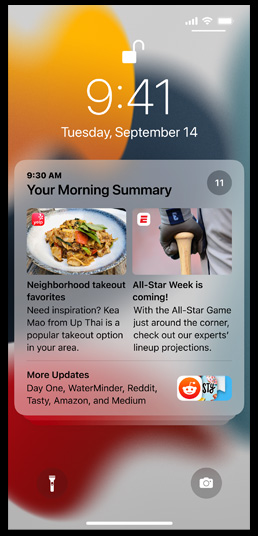 9:41
Tuesday, September 14
9:30 AM
Your Morning Summary
11
Neighborhood takeout
favorites
Need inspiration? Kea
Mao from Up Thai is a
popular takeout option
in your area.
All-Star Week is
coming!
With the All-Star Game
just around the corner,
check out our experts'
lineup projections.
More Updates
Day One, WaterMinder, Reddit,
Tasty, Amazon, and Medium